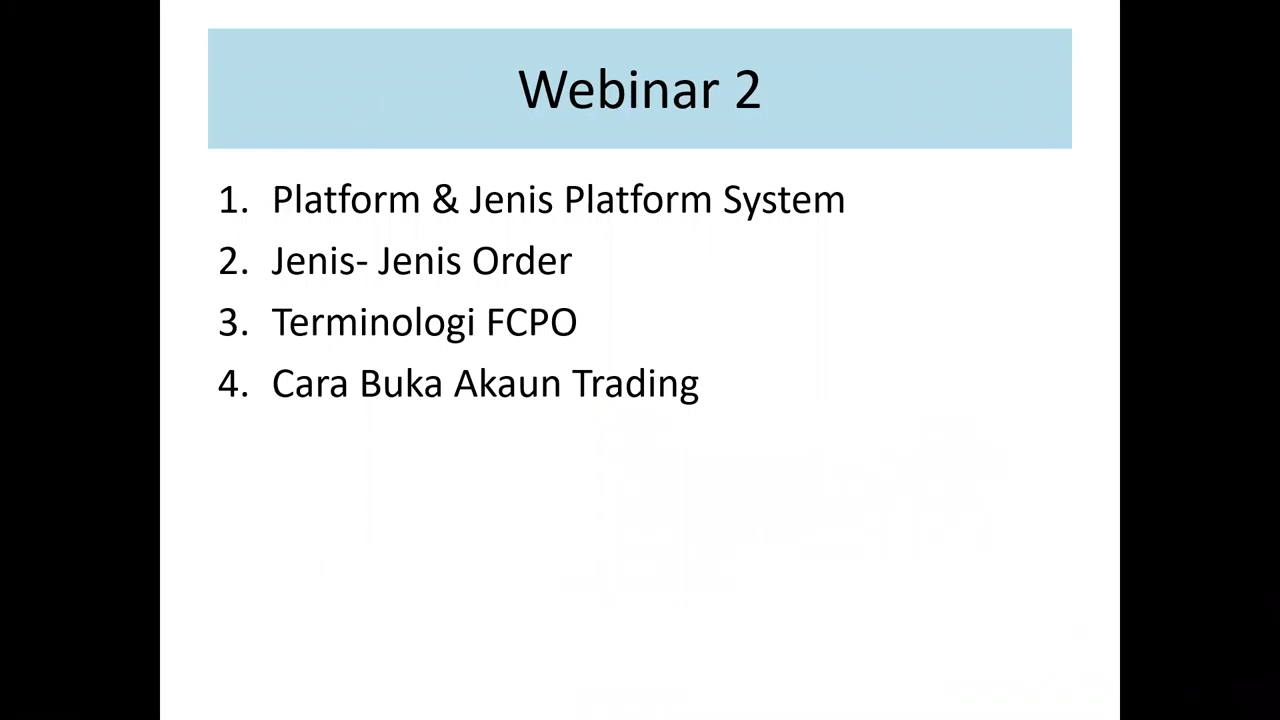 Webinar 2
1. Platform & Jenis Platform System
2. Jenis- Jenis Order
3. Terminologi FCPO
4. Cara Buka Akaun Trading